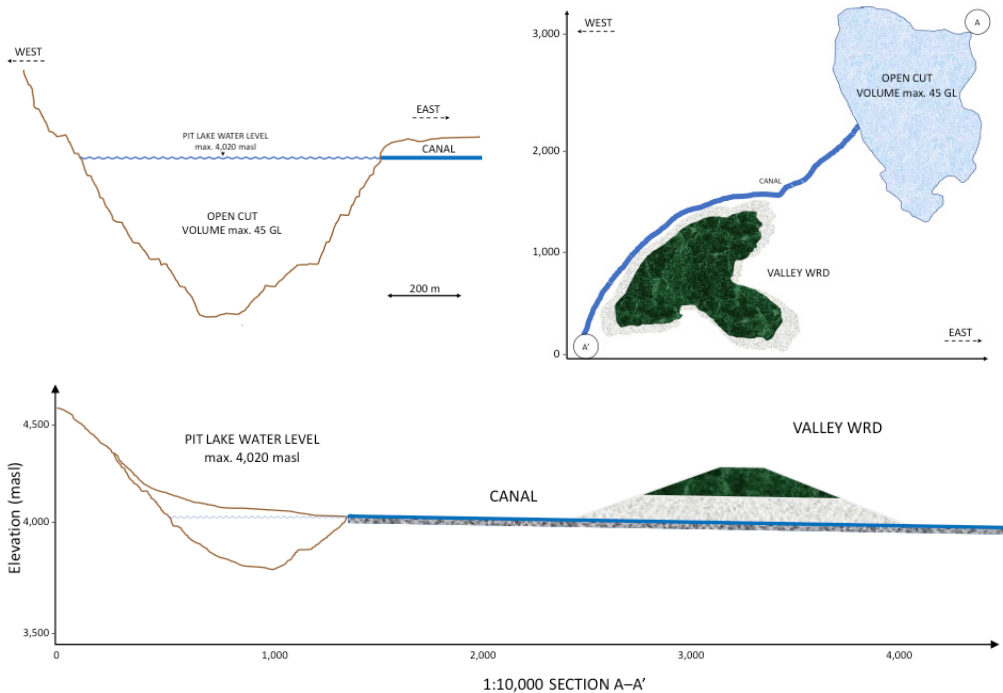 WEST
EAST
PIT LAKE WATER LEVEL
max. 4,020 masl
CANAL
OPEN CUT
VOLUME max. 45 GL
200 m
3,000
2,000
1,000
0
WEST
A
OPEN CUT
VOLUME max. 45 GL
CANAL
VALLEY WRD
EAST
A'
Elevation (masl)
4,500
4,000
3,500
PIT LAKE WATER LEVEL
max. 4,020 masl
CANAL
VALLEY WRD
0
1,000
2,000
3,000
4,000
1:10,000 SECTION A–A'